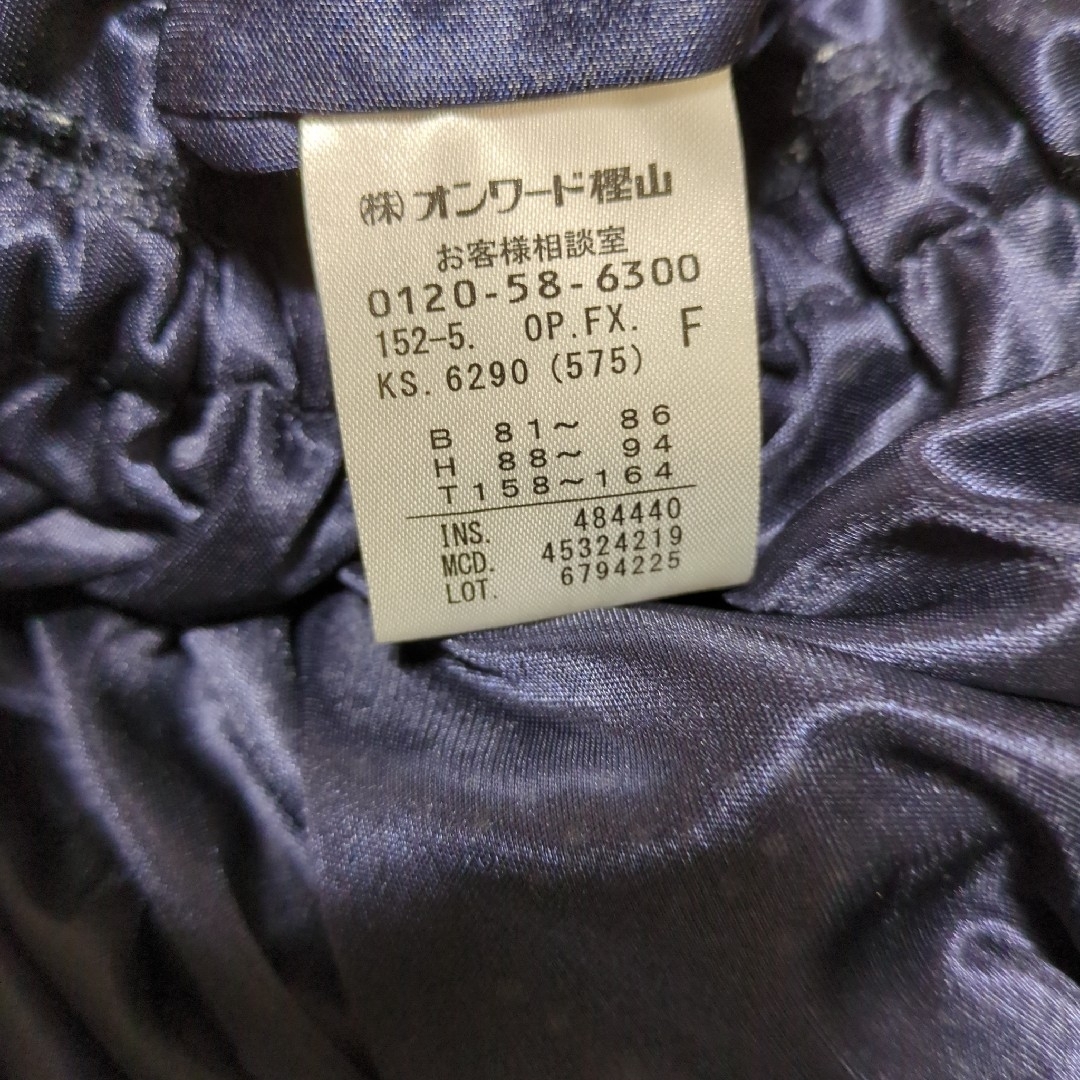 ㈱オンワード樫山
お客様相談室
0120-58-6300
152-5. OP.FX. F
KS. 6290 (575)
B 81～ 86
H 88～ 94
T 158～164
INS. 484440
MCD. 45324219
LOT. 6794225